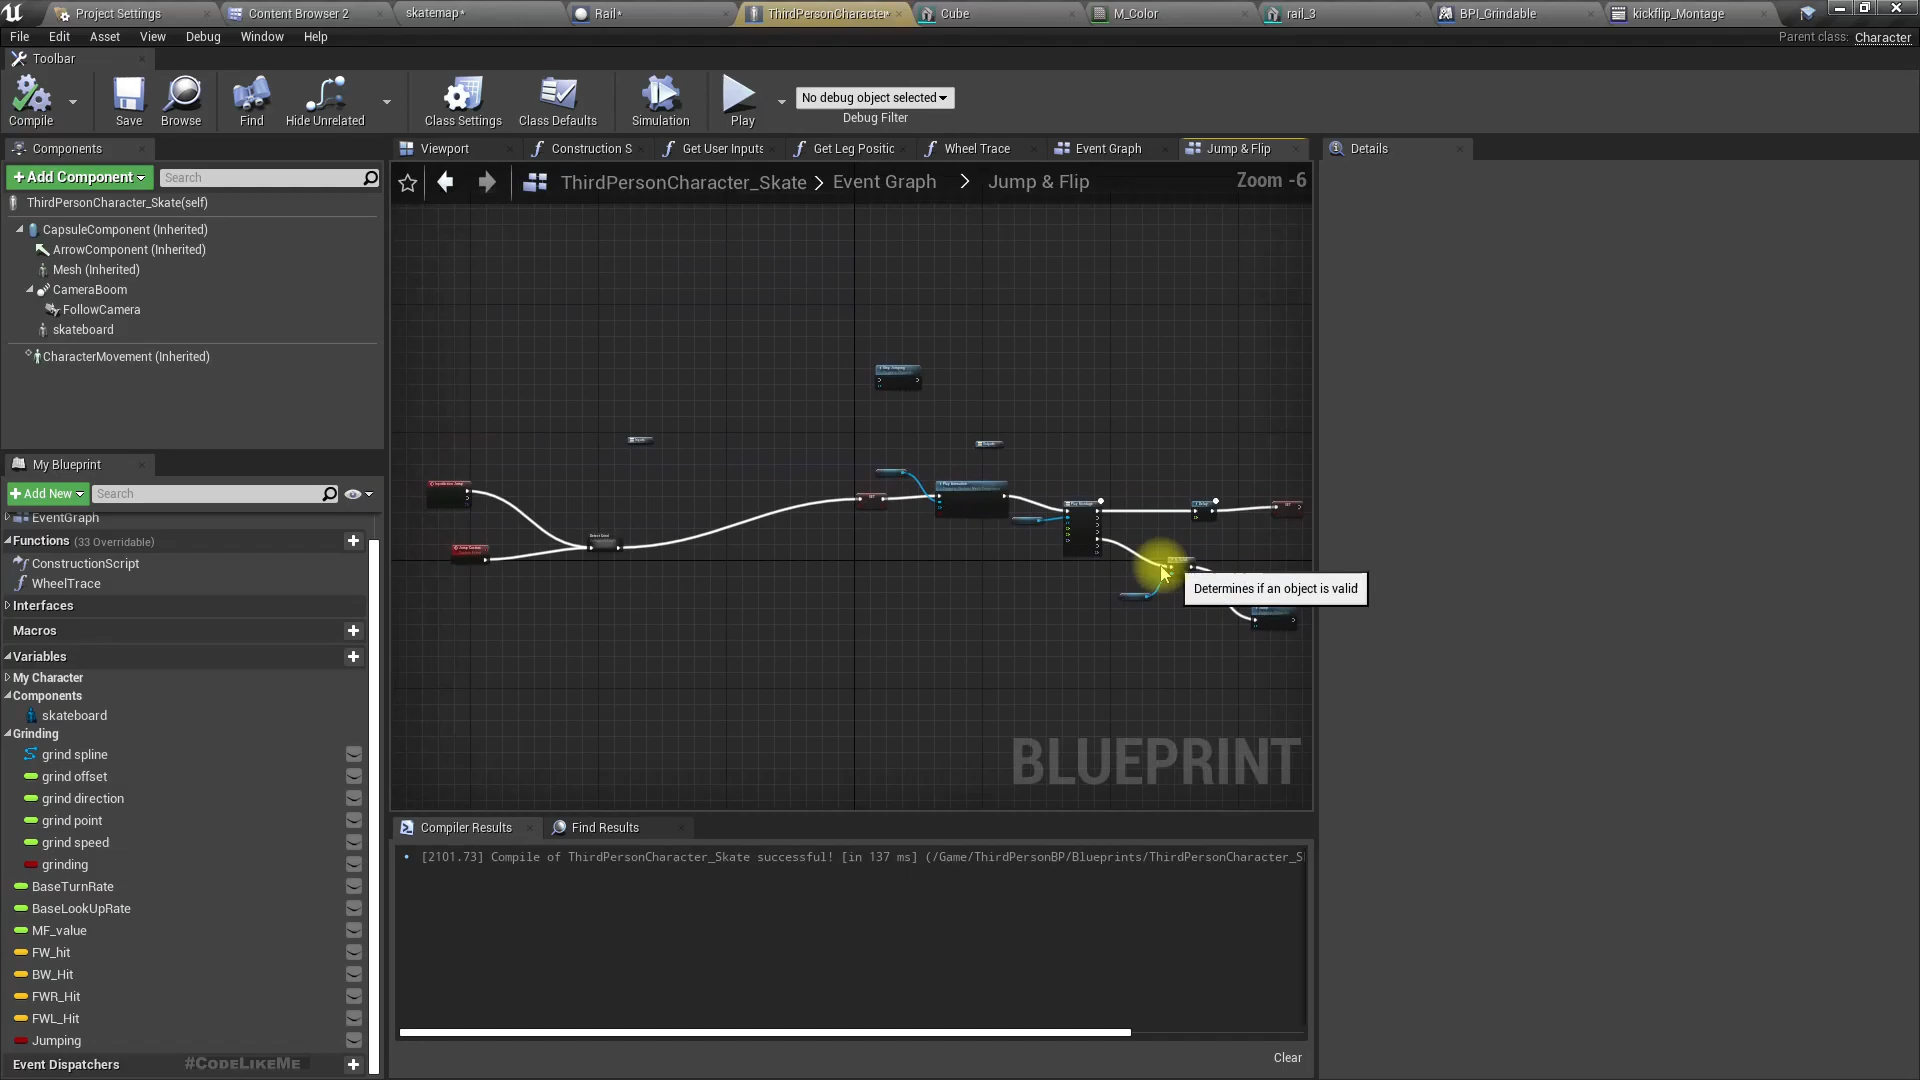 Project Settings
Content Browser 2
skatemap*
Rail*
ThirdPersonCharacter*
Cube
M_Color
rail_3
BPI_Grindable
kickflip_Montage
File Edit Asset View Debug Window Help
Parent class: Character
Toolbar
Compile
Save
Browse
Find
Hide Unrelated
Class Settings
Class Defaults
Simulation
Play
No debug object selected
Debug Filter
Components
Viewport
Construction S
Get User Inputs
Get Leg Positic
Wheel Trace
Event Graph
Jump & Flip
Details
+ Add Component
Search
ThirdPersonCharacter_Skate > Event Graph > Jump & Flip
Zoom -6
ThirdPersonCharacter_Skate(self)
CapsuleComponent (Inherited)
ArrowComponent (Inherited)
Mesh (Inherited)
CameraBoom
FollowCamera
skateboard
CharacterMovement (Inherited)
Determines if an object is valid
BLUEPRINT
My Blueprint
+ Add New
Search
EventGraph
Functions (33 Overridable)
ConstructionScript
WheelTrace
Interfaces
Macros
Variables
My Character
Components
skateboard
Grinding
grind spline
grind offset
grind direction
grind point
grind speed
grinding
BaseTurnRate
BaseLookUpRate
MF_value
FW_hit
BW_Hit
FWR_Hit
FWL_Hit
Jumping
Event Dispatchers
#CodeLikeMe
Compiler Results
Find Results
[2101.73] Compile of ThirdPersonCharacter_Skate successful! [in 137 ms] (/Game/ThirdPersonBP/Blueprints/ThirdPersonCharacter_S
Clear